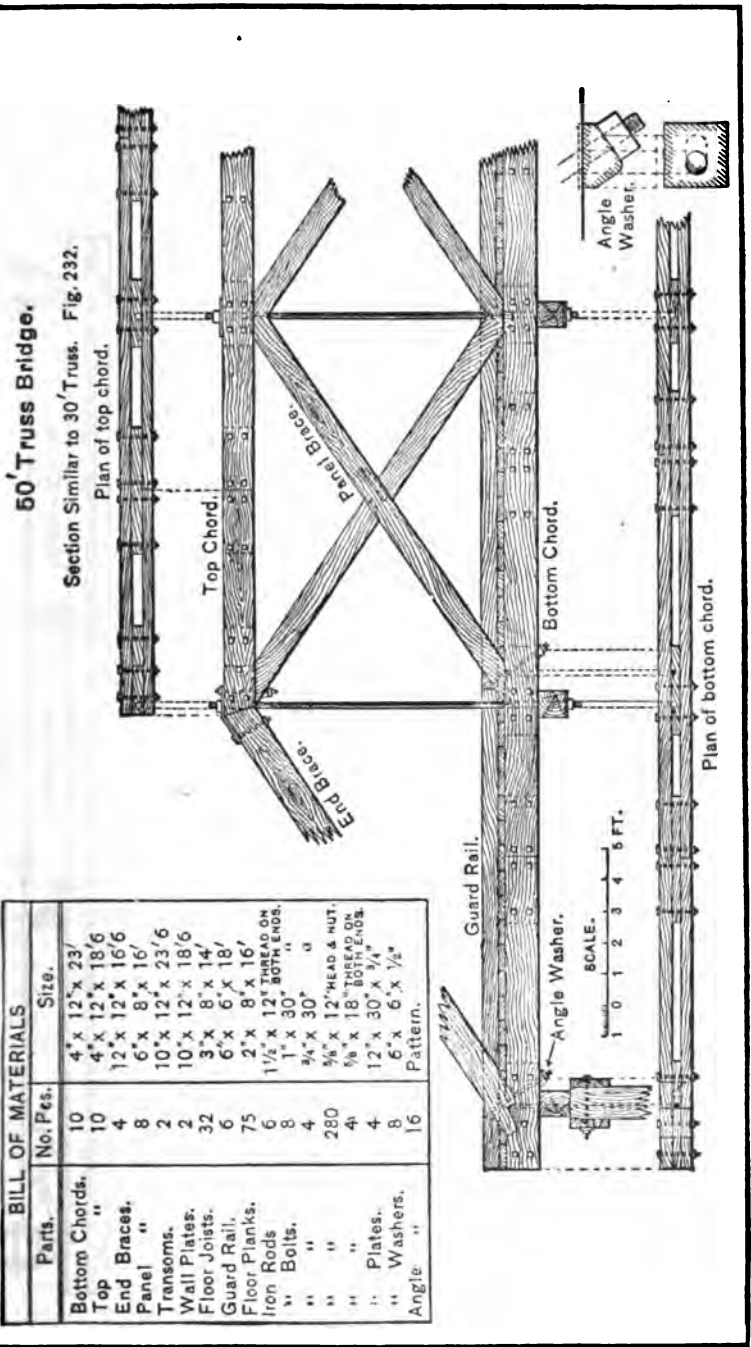 50' Truss Bridge.
Section Similar to 30' Truss. Fig. 232.
Plan of top chord.
BILL OF MATERIALS
Parts. No. Pcs. Size.
Bottom Chords. 10 4" x 12" x 23'
Top " 10 4" x 12" x 18'6
End Braces. 4 12" x 12" x 16'6
Panel " 8 6" x 8" x 16'
Transoms. 2 10" x 12" x 23'6
Wall Plates. 2 10" x 12" x 18'6
Floor Joists. 32 3" x 8" x 14'
Guard Rail. 6 6" x 6" x 18'
Floor Planks. 75 2" x 8" x 16'
Iron Rods 6 1½" x 12' THREAD ON BOTH ENDS.
" Bolts. 8 1" x 30" "
" " 4 ¾" x 30" "
" " 280 ⅝" x 12" HEAD & NUT.
" " 4 ⅝" x 18" THREAD ON BOTH ENDS.
" Plates. 4 12" x 30" x ¾"
" Washers. 8 6" x 6" x ½"
Angle " 16 Pattern.
Top Chord.
Panel Brace.
End Brace.
Guard Rail.
Bottom Chord.
Angle
Washer.
Angle Washer.
SCALE.
1 0 1 2 3 4 5 FT.
Plan of bottom chord.